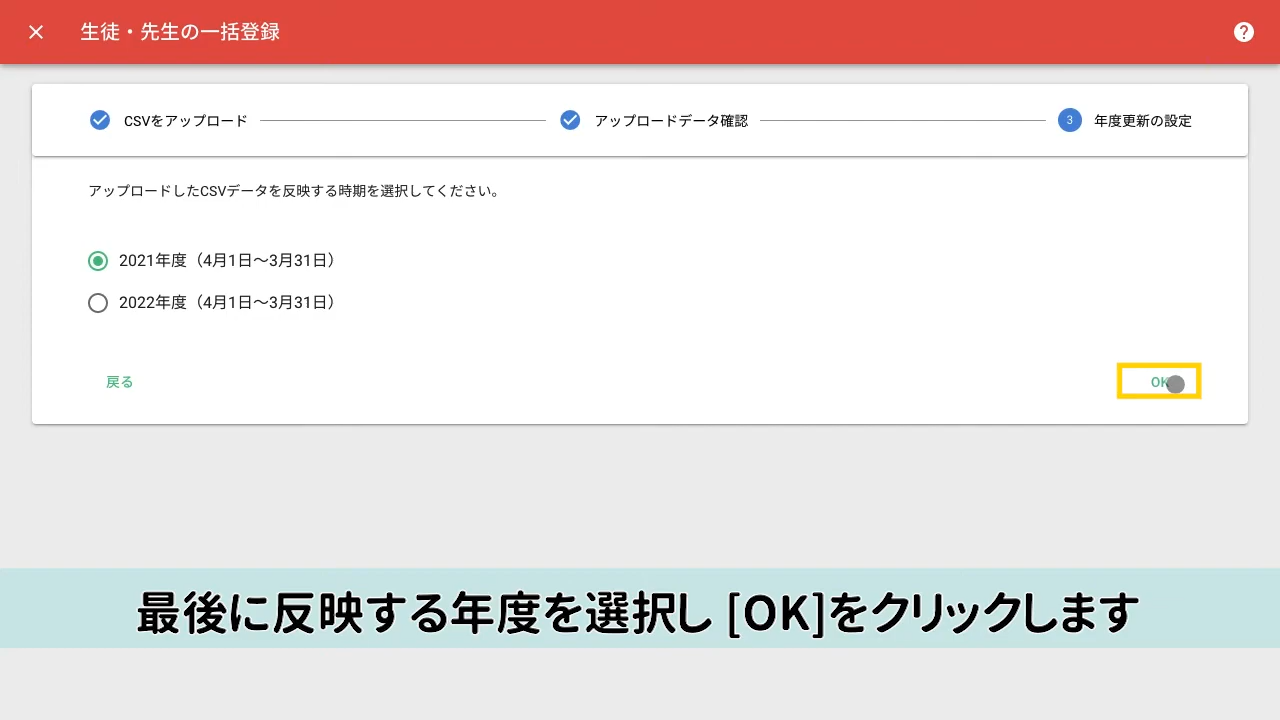 生徒・先生の一括登録
CSVをアップロード
アップロードデータ確認
3
年度更新の設定
アップロードしたCSVデータを反映する時期を選択してください。
2021年度（4月1日〜3月31日）
2022年度（4月1日〜3月31日）
戻る
OK
最後に反映する年度を選択し [OK]をクリックします